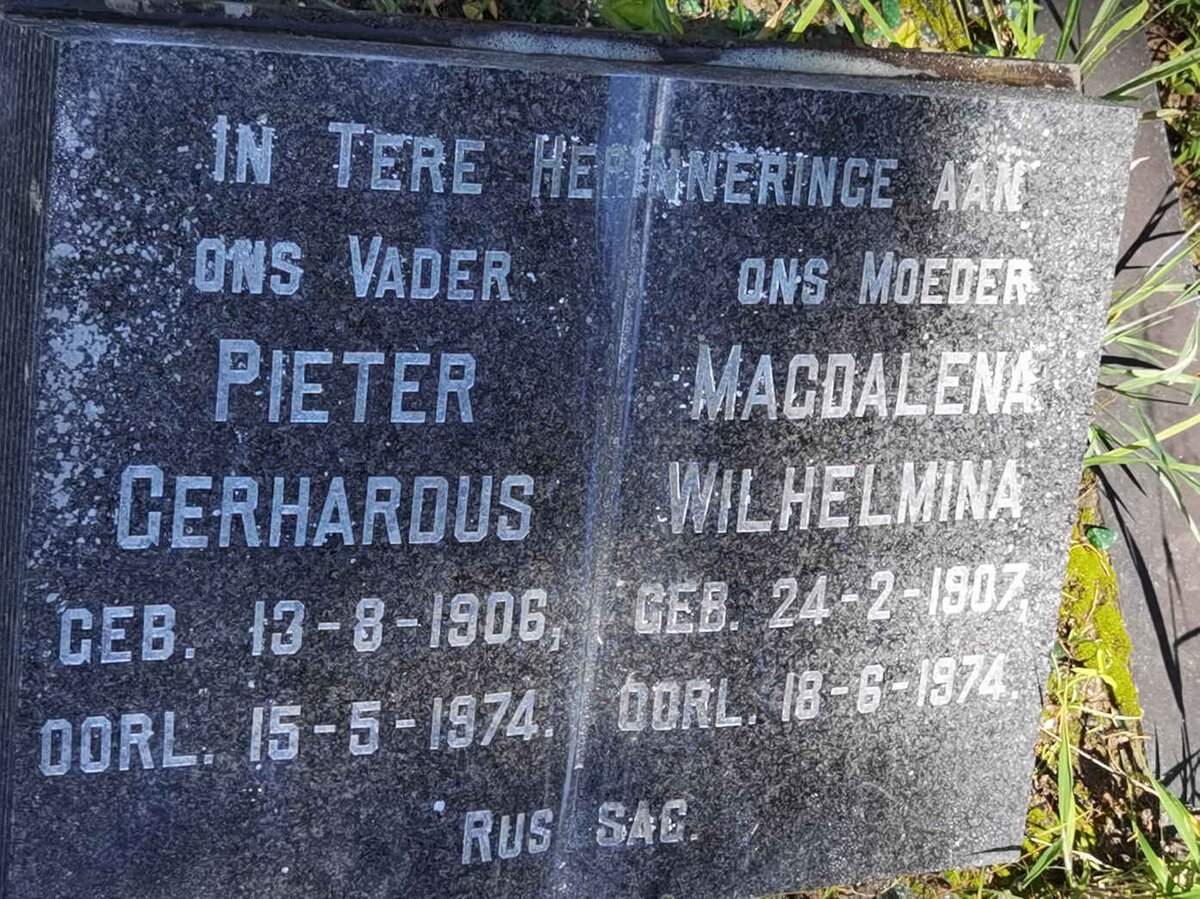 IN TERE HERINNERINGE AAN
ONS VADER
PIETER
GERHARDUS
GEB. 13-8-1906,
OORL. 15-5-1974.
ONS MOEDER
MAGDALENA
WILHELMINA
GEB. 24-2-1907,
OORL. 18-6-1974.
RUS SAG.